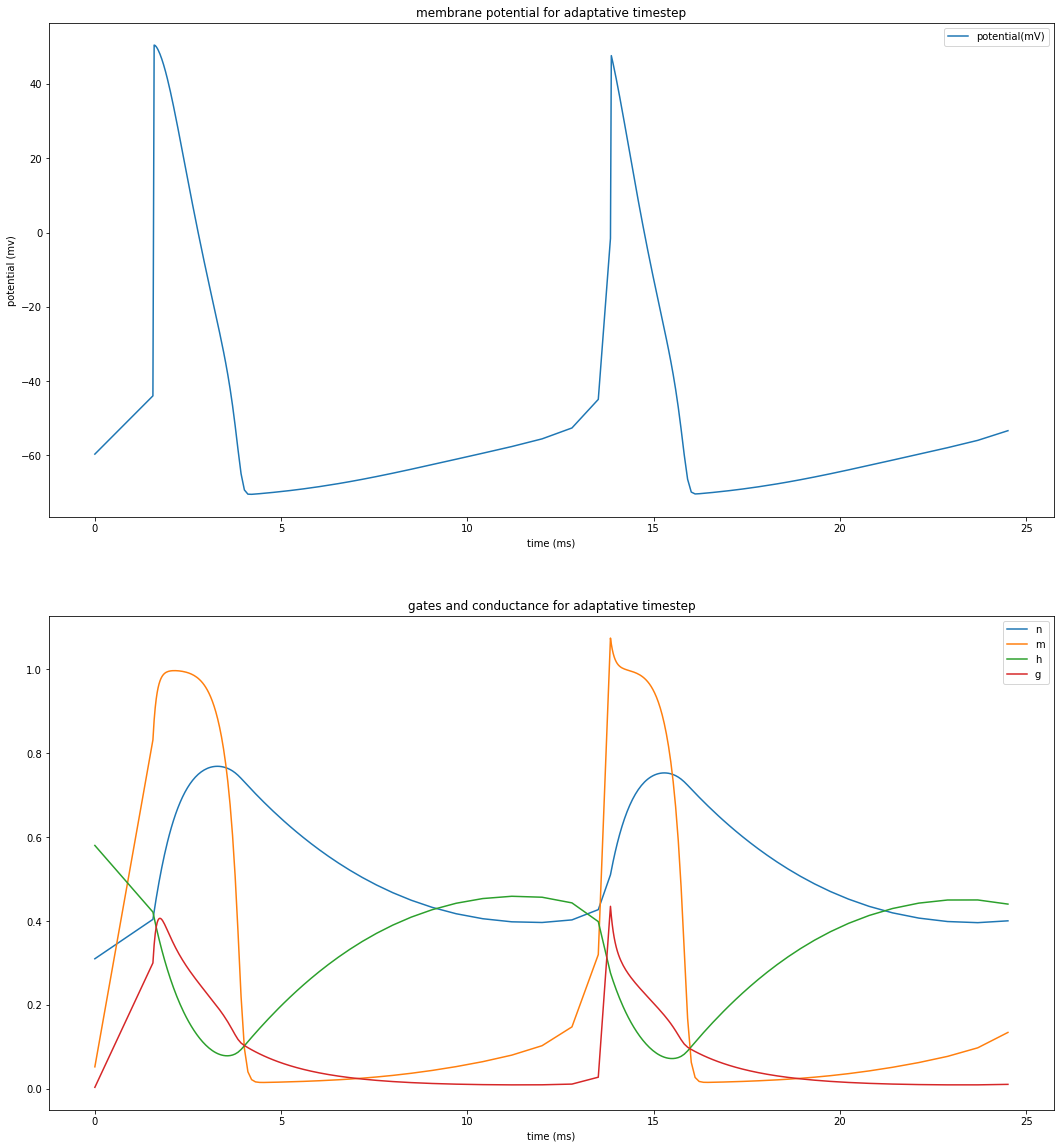 membrane potential for adaptative timestep
potential(mV)
40
20
0
−20
−40
−60
potential (mv)
0 5 10 15 20 25
time (ms)
gates and conductance for adaptative timestep
n
m
h
g
1.0
0.8
0.6
0.4
0.2
0.0
0 5 10 15 20 25
time (ms)